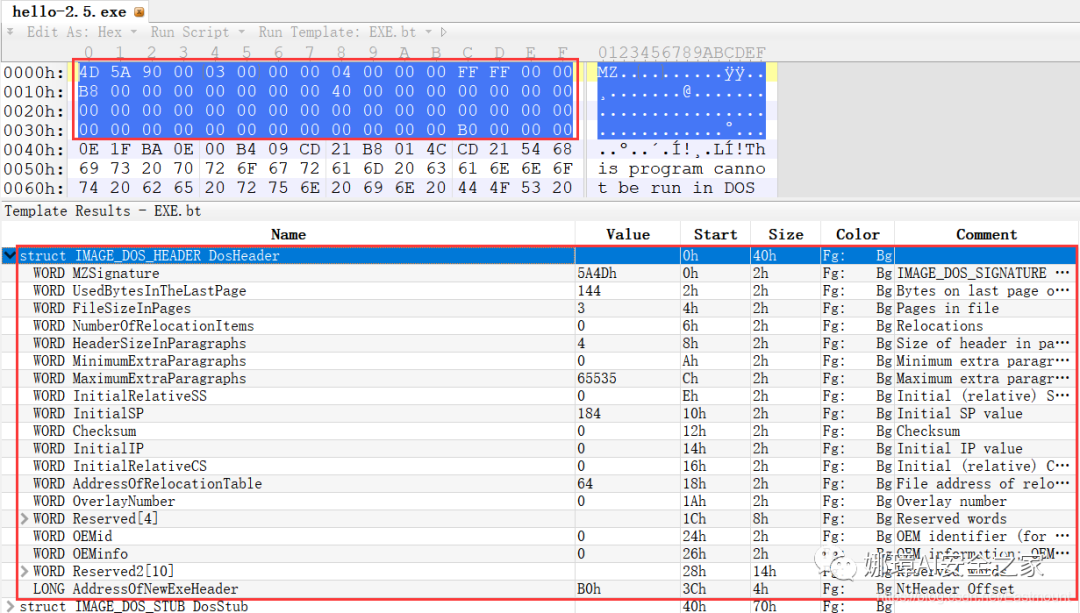 hello-2.5.exe
Edit As: Hex Run Script Run Template: EXE.bt
0 1 2 3 4 5 6 7 8 9 A B C D E F 0123456789ABCDEF
0000h: 4D 5A 90 00 03 00 00 00 04 00 00 00 FF FF 00 00 MZ..........ÿÿ..
0010h: B8 00 00 00 00 00 00 00 40 00 00 00 00 00 00 00 ¸.......@.......
0020h: 00 00 00 00 00 00 00 00 00 00 00 00 00 00 00 00 ................
0030h: 00 00 00 00 00 00 00 00 00 00 00 00 B0 00 00 00 ............°...
0040h: 0E 1F BA 0E 00 B4 09 CD 21 B8 01 4C CD 21 54 68 ..º..´.Í!¸.LÍ!Th
0050h: 69 73 20 70 72 6F 67 72 61 6D 20 63 61 6E 6E 6F is program canno
0060h: 74 20 62 65 20 72 75 6E 20 69 6E 20 44 4F 53 20 t be run in DOS
Template Results - EXE.bt
Name Value Start Size Color Comment
struct IMAGE_DOS_HEADER DosHeader 0h 40h Fg: Bg
WORD MZSignature 5A4Dh 0h 2h Fg: Bg IMAGE_DOS_SIGNATURE ···
WORD UsedBytesInTheLastPage 144 2h 2h Fg: Bg Bytes on last page o···
WORD FileSizeInPages 3 4h 2h Fg: Bg Pages in file
WORD NumberOfRelocationItems 0 6h 2h Fg: Bg Relocations
WORD HeaderSizeInParagraphs 4 8h 2h Fg: Bg Size of header in pa···
WORD MinimumExtraParagraphs 0 Ah 2h Fg: Bg Minimum extra paragr···
WORD MaximumExtraParagraphs 65535 Ch 2h Fg: Bg Maximum extra paragr···
WORD InitialRelativeSS 0 Eh 2h Fg: Bg Initial (relative) S···
WORD InitialSP 184 10h 2h Fg: Bg Initial SP value
WORD Checksum 0 12h 2h Fg: Bg Checksum
WORD InitialIP 0 14h 2h Fg: Bg Initial IP value
WORD InitialRelativeCS 0 16h 2h Fg: Bg Initial (relative) C···
WORD AddressOfRelocationTable 64 18h 2h Fg: Bg File address of relo···
WORD OverlayNumber 0 1Ah 2h Fg: Bg Overlay number
WORD Reserved[4] 1Ch 8h Fg: Bg Reserved words
WORD OEMid 0 24h 2h Fg: Bg OEM identifier (for ···
WORD OEMinfo 0 26h 2h Fg: Bg OEM information; OEM···
WORD Reserved2[10] 28h 14h Fg: Bg Reserved words
娜璋AI安全之家
LONG AddressOfNewExeHeader B0h 3Ch 4h Fg: Bg NtHeader Offset
struct IMAGE_DOS_STUB DosStub 40h 70h Fg: Bg